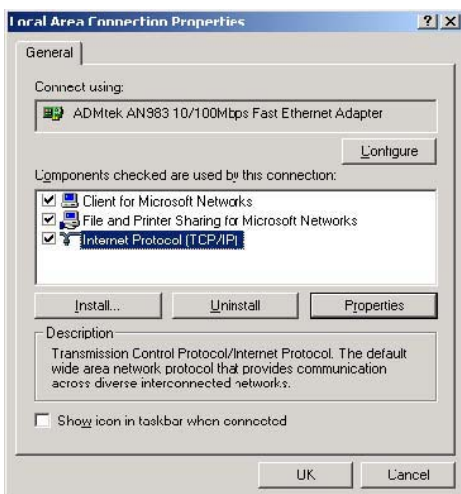 Local Area Connection Properties
General
Connect using:
ADMtek AN983 10/100Mbps Fast Ethernet Adapter
Configure
Components checked are used by this connection:
Client for Microsoft Networks
File and Printer Sharing for Microsoft Networks
Internet Protocol (TCP/IP)
Install... Uninstall Properties
Description
Transmission Control Protocol/Internet Protocol. The default
wide area network protocol that provides communication
across diverse interconnected networks.
Show icon in taskbar when connected
OK Cancel